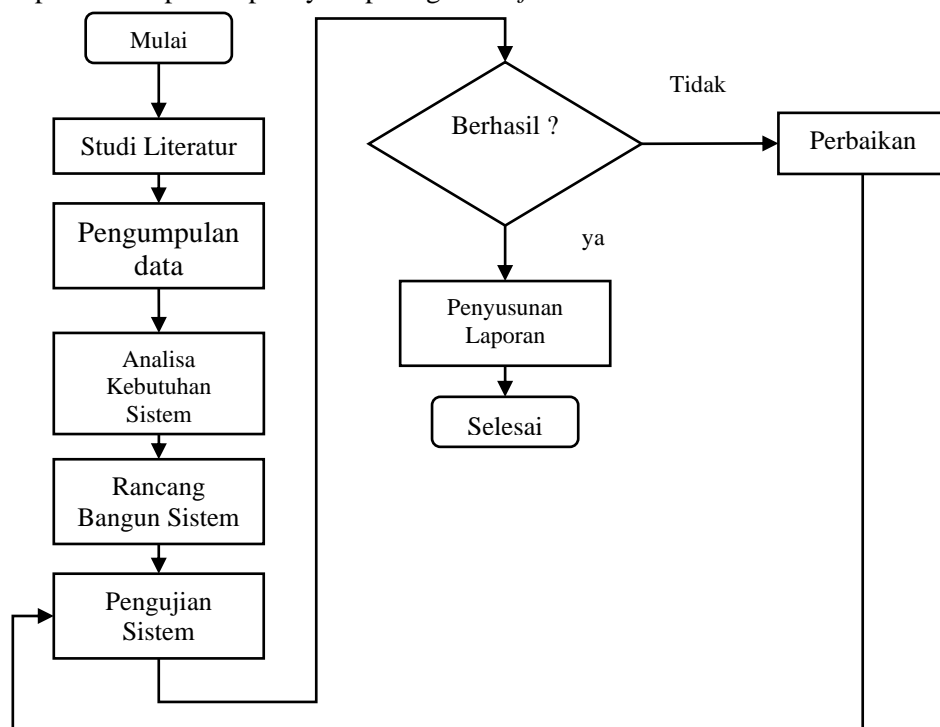 Mulai
Studi Literatur
Pengumpulan
data
Analisa
Kebutuhan
Sistem
Rancang
Bangun Sistem
Pengujian
Sistem
Berhasil ?
Tidak
Perbaikan
ya
Penyusunan
Laporan
Selesai